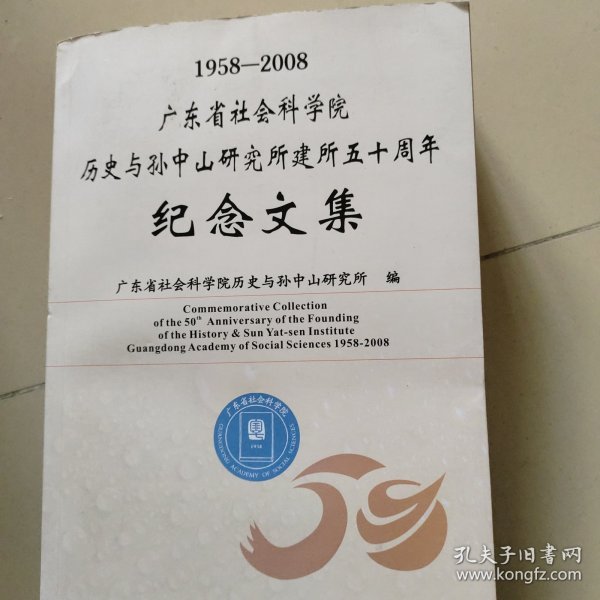 1958—2008
广东省社会科学院
历史与孙中山研究所建所五十周年
纪念文集
广东省社会科学院历史与孙中山研究所 编
Commemorative Collection
of the 50th Anniversary of the Founding
of the History & Sun Yat-sen Institute
Guangdong Academy of Social Sciences 1958-2008
广东省社会科学院
粤
1958
GUANGDONG ACADEMY OF SOCIAL SCIENCES
50
孔夫子旧书网
www.kongfz.com